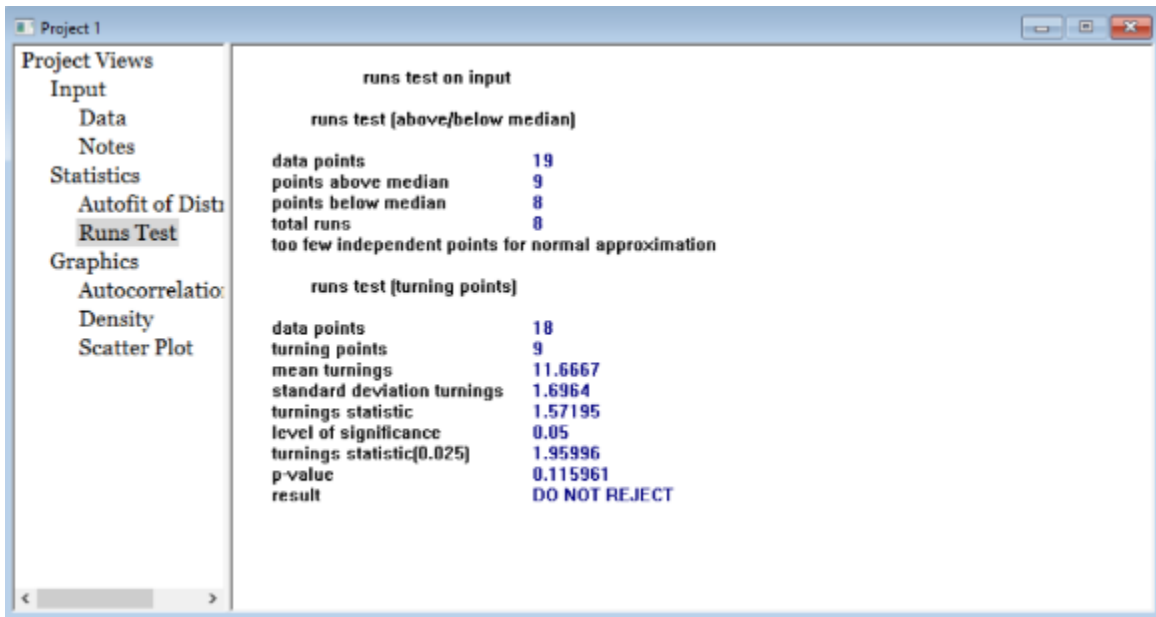 Project 1
Project Views
Input
Data
Notes
Statistics
Autofit of Distr
Runs Test
Graphics
Autocorrelatio
Density
Scatter Plot
runs test on input
runs test (above/below median)
data points 19
points above median 9
points below median 8
total runs 8
too few independent points for normal approximation
runs test (turning points)
data points 18
turning points 9
mean turnings 11.6667
standard deviation turnings 1.6964
turnings statistic 1.57195
level of significance 0.05
turnings statistic(0.025) 1.95996
p-value 0.115961
result DO NOT REJECT